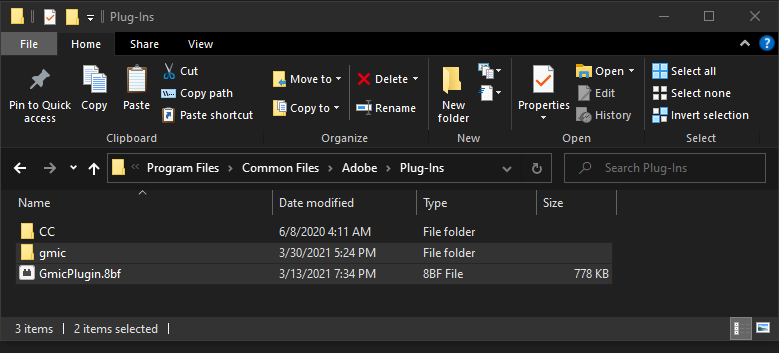 Plug-Ins
File Home Share View
Pin to Quick access
Copy
Paste
Cut
Copy path
Paste shortcut
Clipboard
Move to
Copy to
Delete
Rename
Organize
New folder
New
Properties
Open
Edit
History
Open
Select all
Select none
Invert selection
Select
« Program Files > Common Files > Adobe > Plug-Ins
Search Plug-Ins
Name Date modified Type Size
CC 6/8/2020 4:11 AM File folder
gmic 3/30/2021 5:24 PM File folder
GmicPlugin.8bf 3/13/2021 7:34 PM 8BF File 778 KB
3 items | 2 items selected |